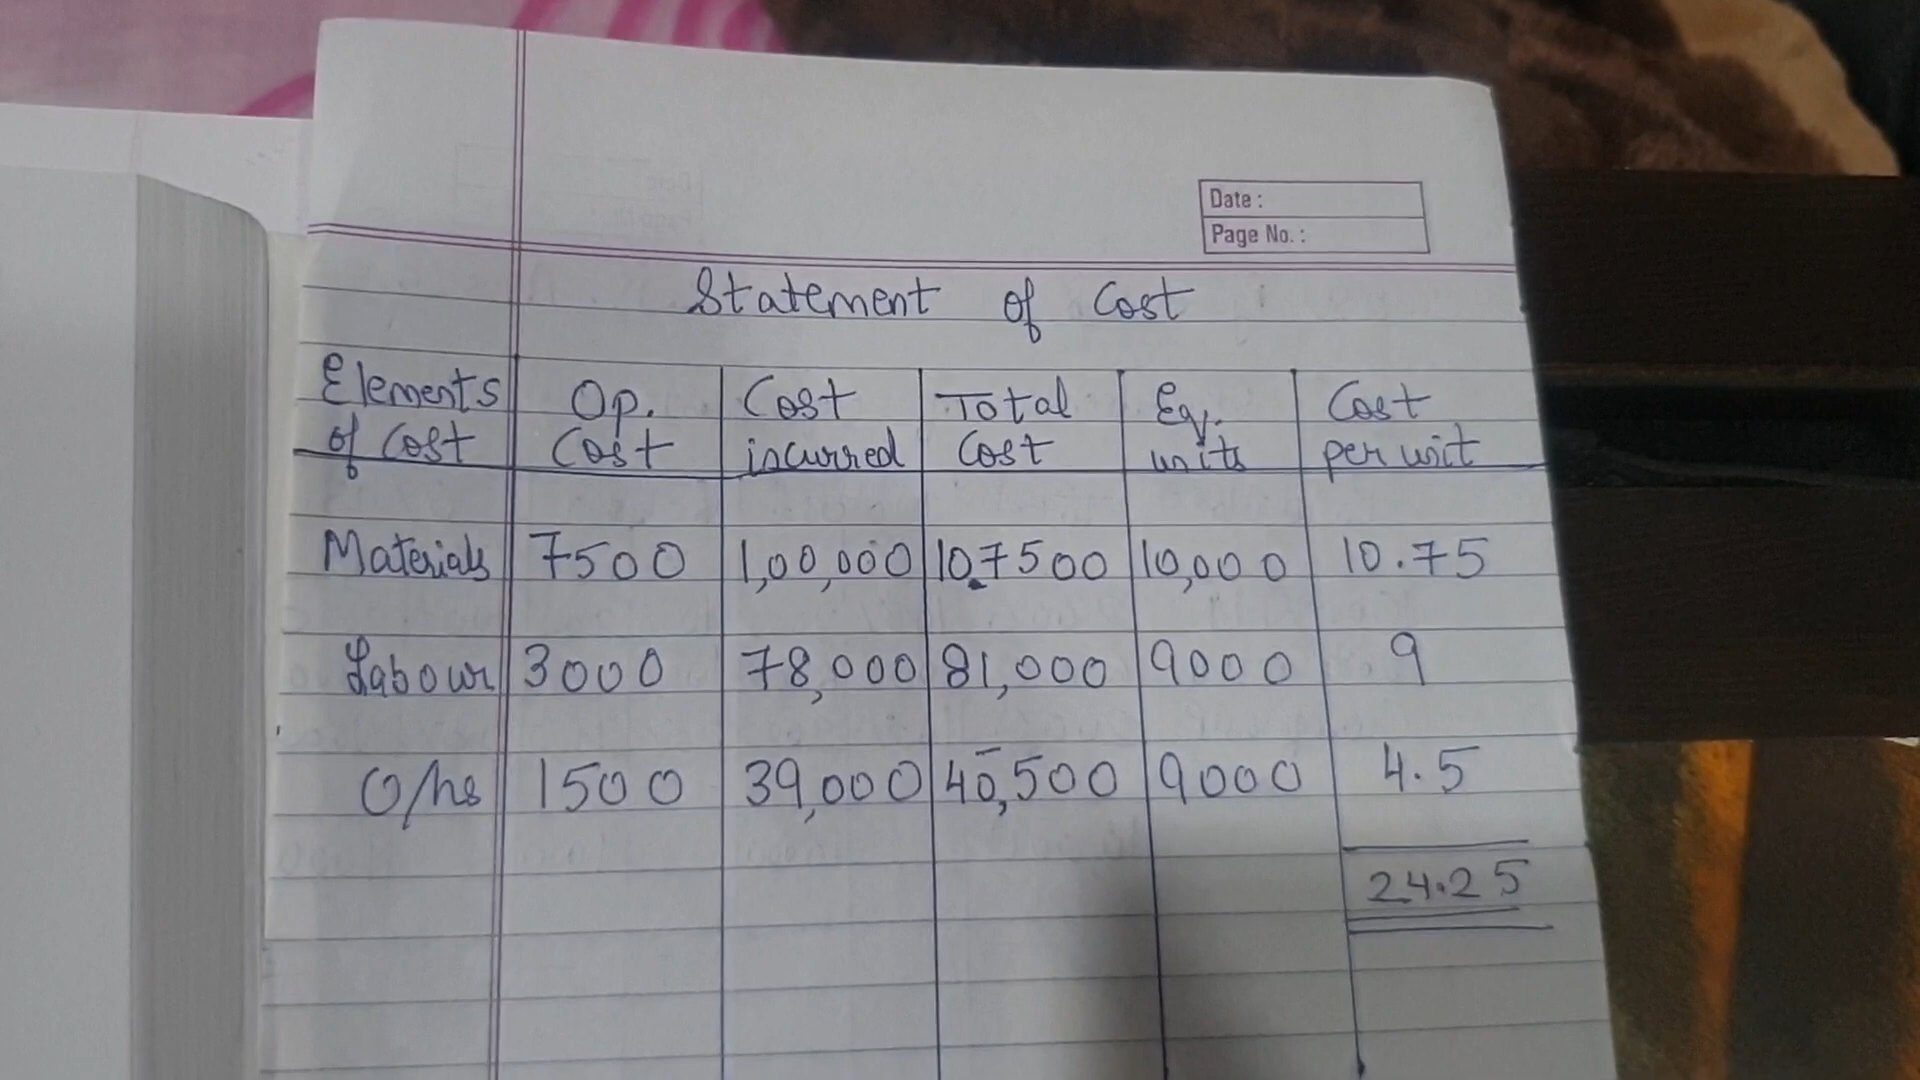 Date :
Page No. :
Statement of Cost
Elements of Cost | Op. Cost | Cost incurred | Total Cost | Eq. units | Cost per unit
Materials | 7500 | 1,00,000 | 107500 | 10,000 | 10.75
Labour | 3000 | 78,000 | 81,000 | 9000 | 9
O/hs | 1500 | 39,000 | 40,500 | 9000 | 4.5
24.25